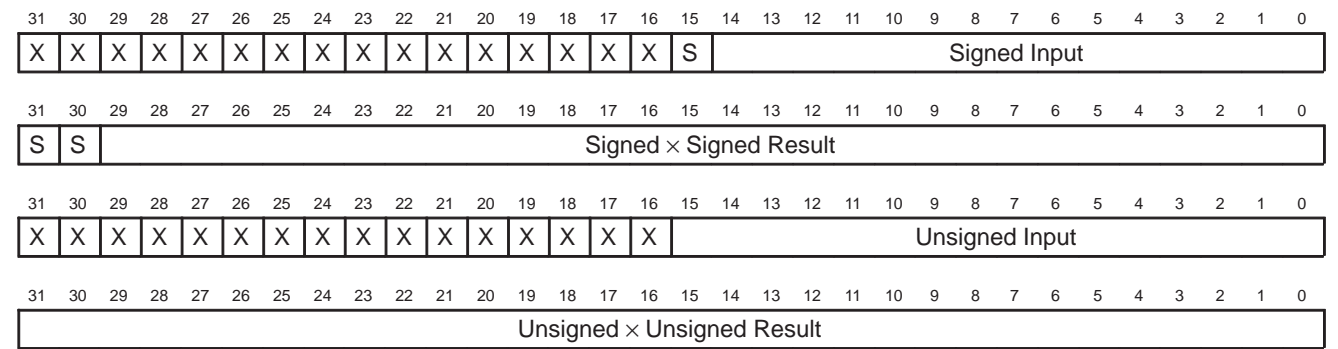 31 30 29 28 27 26 25 24 23 22 21 20 19 18 17 16 15 14 13 12 11 10 9 8 7 6 5 4 3 2 1 0
X X X X X X X X X X X X X X X X S Signed Input
31 30 29 28 27 26 25 24 23 22 21 20 19 18 17 16 15 14 13 12 11 10 9 8 7 6 5 4 3 2 1 0
S S Signed × Signed Result
31 30 29 28 27 26 25 24 23 22 21 20 19 18 17 16 15 14 13 12 11 10 9 8 7 6 5 4 3 2 1 0
X X X X X X X X X X X X X X X X Unsigned Input
31 30 29 28 27 26 25 24 23 22 21 20 19 18 17 16 15 14 13 12 11 10 9 8 7 6 5 4 3 2 1 0
Unsigned × Unsigned Result